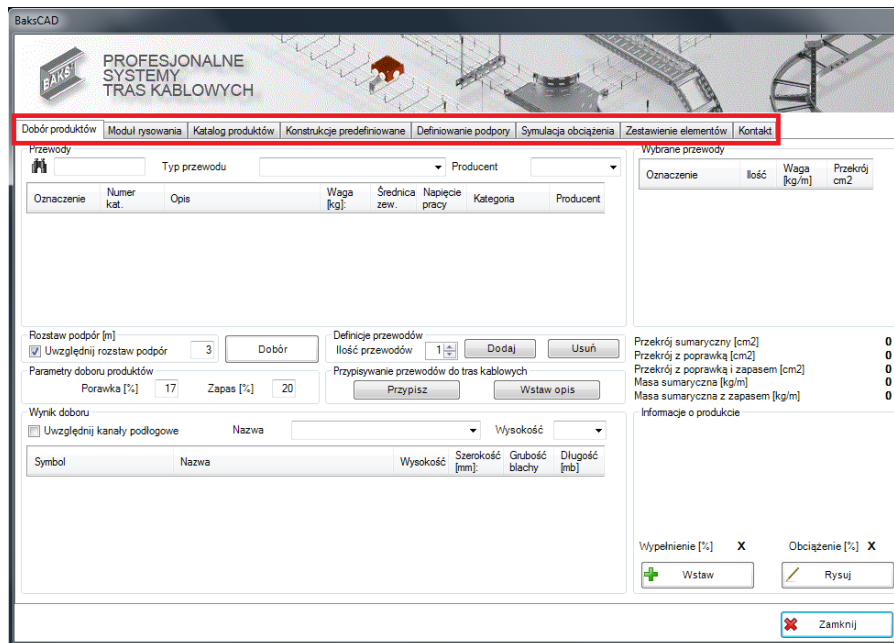 BaksCAD
BAKS
PROFESJONALNE
SYSTEMY
TRAS KABLOWYCH
Dobór produktów Moduł rysowania Katalog produktów Konstrukcje predefiniowane Definiowanie podpory Symulacja obciążenia Zestawienie elementów Kontakt
Przewody
Typ przewodu Producent
Oznaczenie Numer kat. Opis Waga [kg]: Średnica zew. Napięcie pracy Kategoria Producent
Wybrane przewody
Oznaczenie Ilość Waga [kg/m] Przekrój cm2
Rozstaw podpór [m]
Uwzględnij rozstaw podpór 3 Dobór
Definicje przewodów
Ilość przewodów 1 Dodaj Usuń
Parametry doboru produktów
Porawka [%] 17 Zapas [%] 20
Przypisywanie przewodów do tras kablowych
Przypisz Wstaw opis
Przekrój sumaryczny [cm2] 0
Przekrój z poprawką [cm2] 0
Przekrój z poprawką i zapasem [cm2] 0
Masa sumaryczna [kg/m] 0
Masa sumaryczna z zapasem [kg/m] 0
Wynik doboru
Uwzględnij kanały podłogowe Nazwa Wysokość
Symbol Nazwa Wysokość Szerokość [mm]: Grubość blachy Długość [mb]
Informacje o produkcie
Wypełnienie [%] X Obciążenie [%] X
Wstaw Rysuj
Zamknij